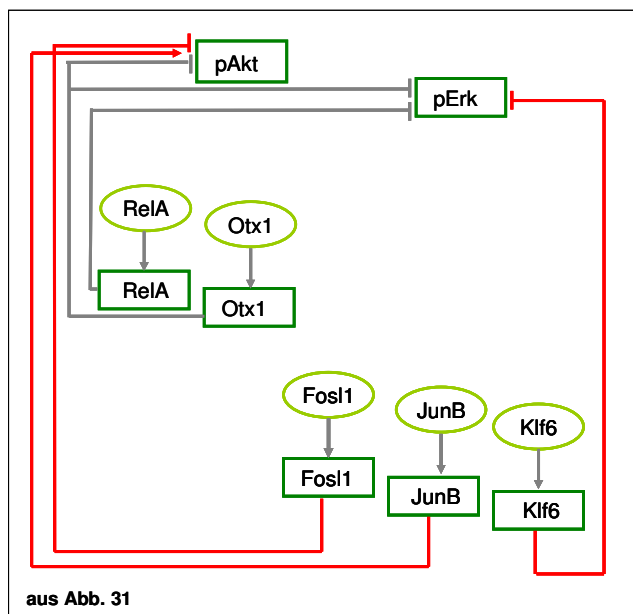 pAkt
pErk
RelA
Otx1
RelA
Otx1
Fosl1
JunB
Klf6
Fosl1
JunB
Klf6
aus Abb. 31